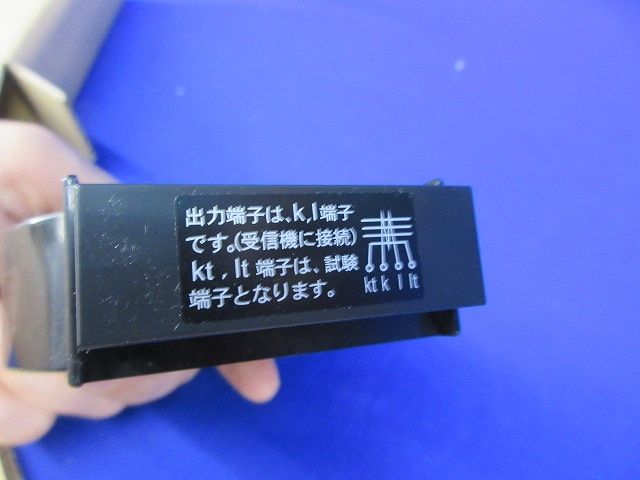 出力端子は、k,l端子
です。(受信機に接続)
kt , lt 端子は、試験
端子となります。
kt k l lt